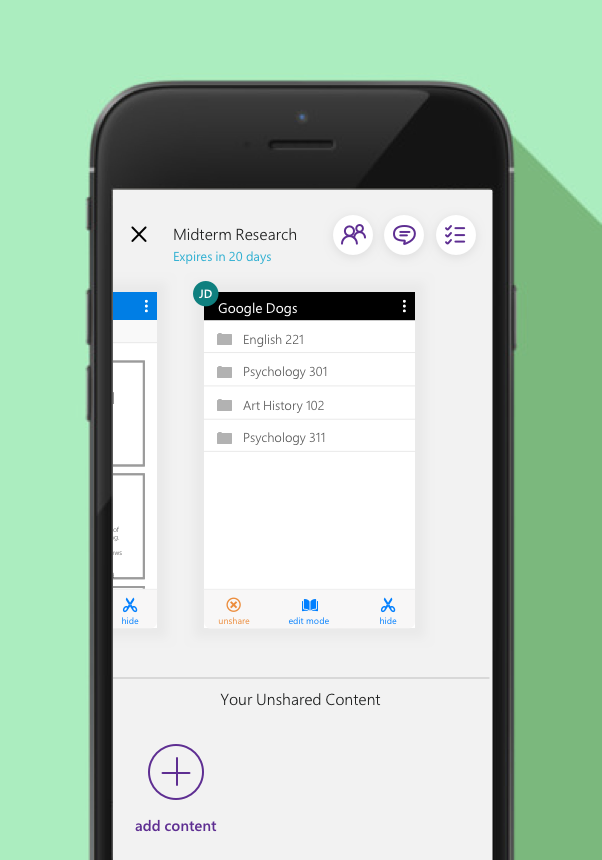 Midterm Research
Expires in 20 days
JD
Google Dogs
English 221
Psychology 301
Art History 102
Psychology 311
of
hide
unshare
edit mode
hide
Your Unshared Content
add content